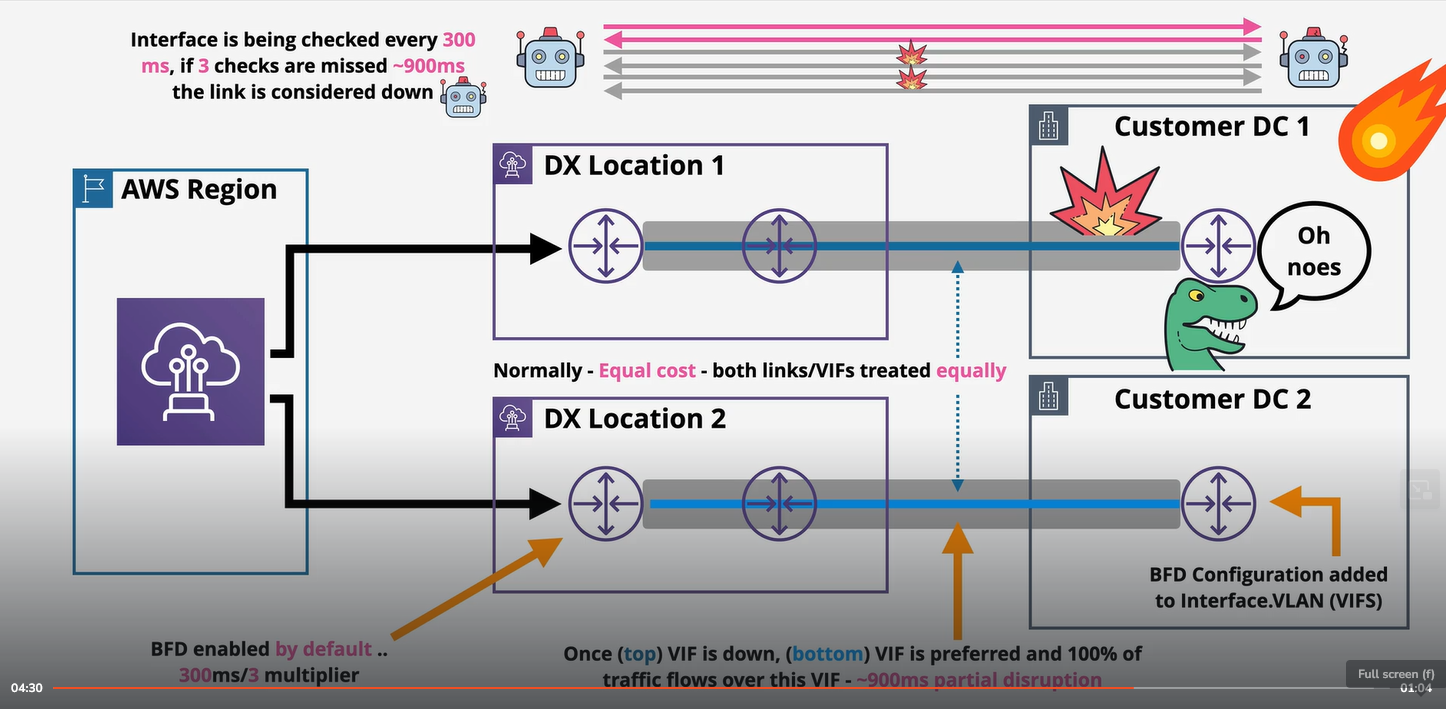 Interface is being checked every 300
ms, if 3 checks are missed ~900ms
the link is considered down
Customer DC 1
DX Location 1
AWS Region
Oh
noes
Normally - Equal cost - both links/VIFs treated equally
Customer DC 2
DX Location 2
BFD Configuration added
to Interface.VLAN (VIFS)
BFD enabled by default ..
300ms/3 multiplier
Once (top) VIF is down, (bottom) VIF is preferred and 100% of
traffic flows over this VIF - ~900ms partial disruption
Full screen (f)
04:30
01:04